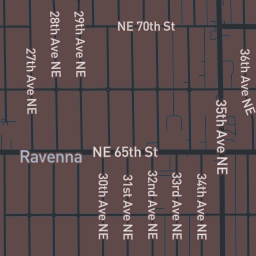 NE 70th St
28th Ave NE
29th Ave NE
27th Ave NE
36th Ave NE
35th Ave NE
NE 65th St
Ravenna
30th Ave NE
31st Ave NE
32nd Ave NE
33rd Ave NE
34th Ave NE